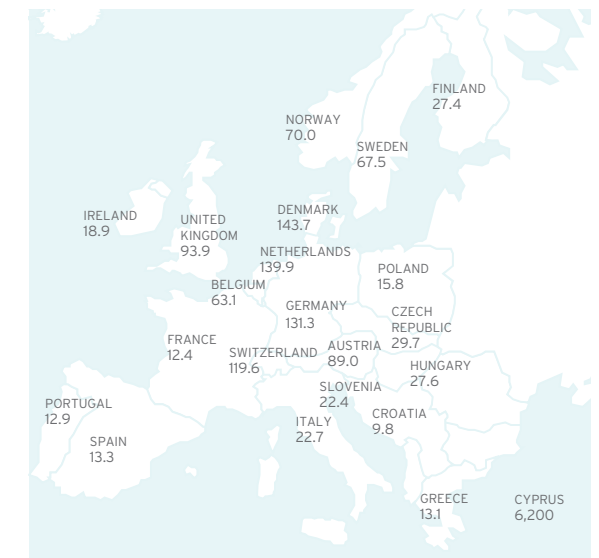 FINLAND
27.4
NORWAY
70.0
SWEDEN
67.5
IRELAND
18.9
UNITED
KINGDOM
93.9
DENMARK
143.7
NETHERLANDS
139.9
BELGIUM
63.1
POLAND
15.8
GERMANY
131.3
CZECH
REPUBLIC
29.7
FRANCE
12.4
SWITZERLAND
119.6
AUSTRIA
89.0
HUNGARY
27.6
SLOVENIA
22.4
PORTUGAL
12.9
SPAIN
13.3
ITALY
22.7
CROATIA
9.8
GREECE
13.1
CYPRUS
6,200